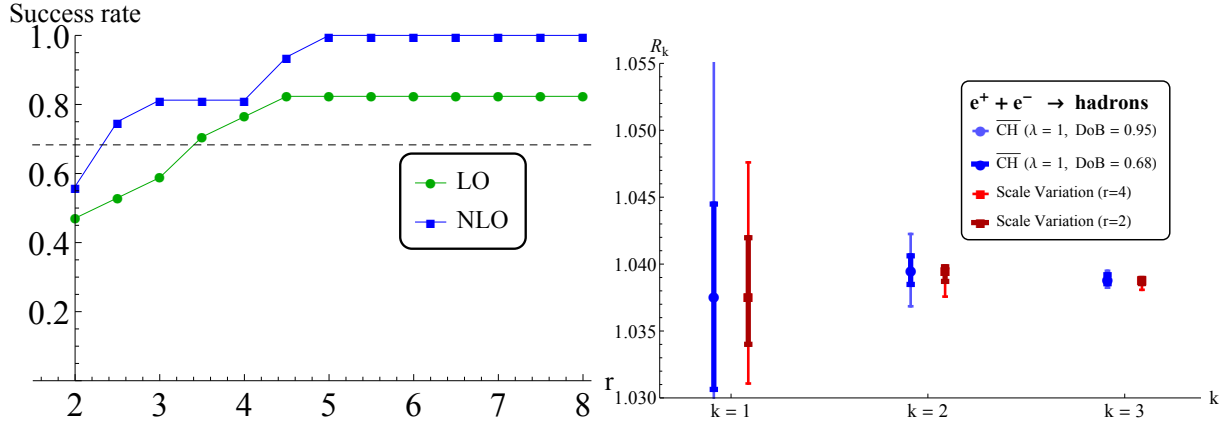 Success rate
1.0
0.8
0.6
0.4
0.2
LO
NLO
2 3 4 5 6 7 8
r
R_k
1.055
1.050
1.045
1.040
1.035
1.030
e⁺ + e⁻ → hadrons
C̅H̅ (λ = 1, DoB = 0.95)
C̅H̅ (λ = 1, DoB = 0.68)
Scale Variation (r=4)
Scale Variation (r=2)
k = 1 k = 2 k = 3
k